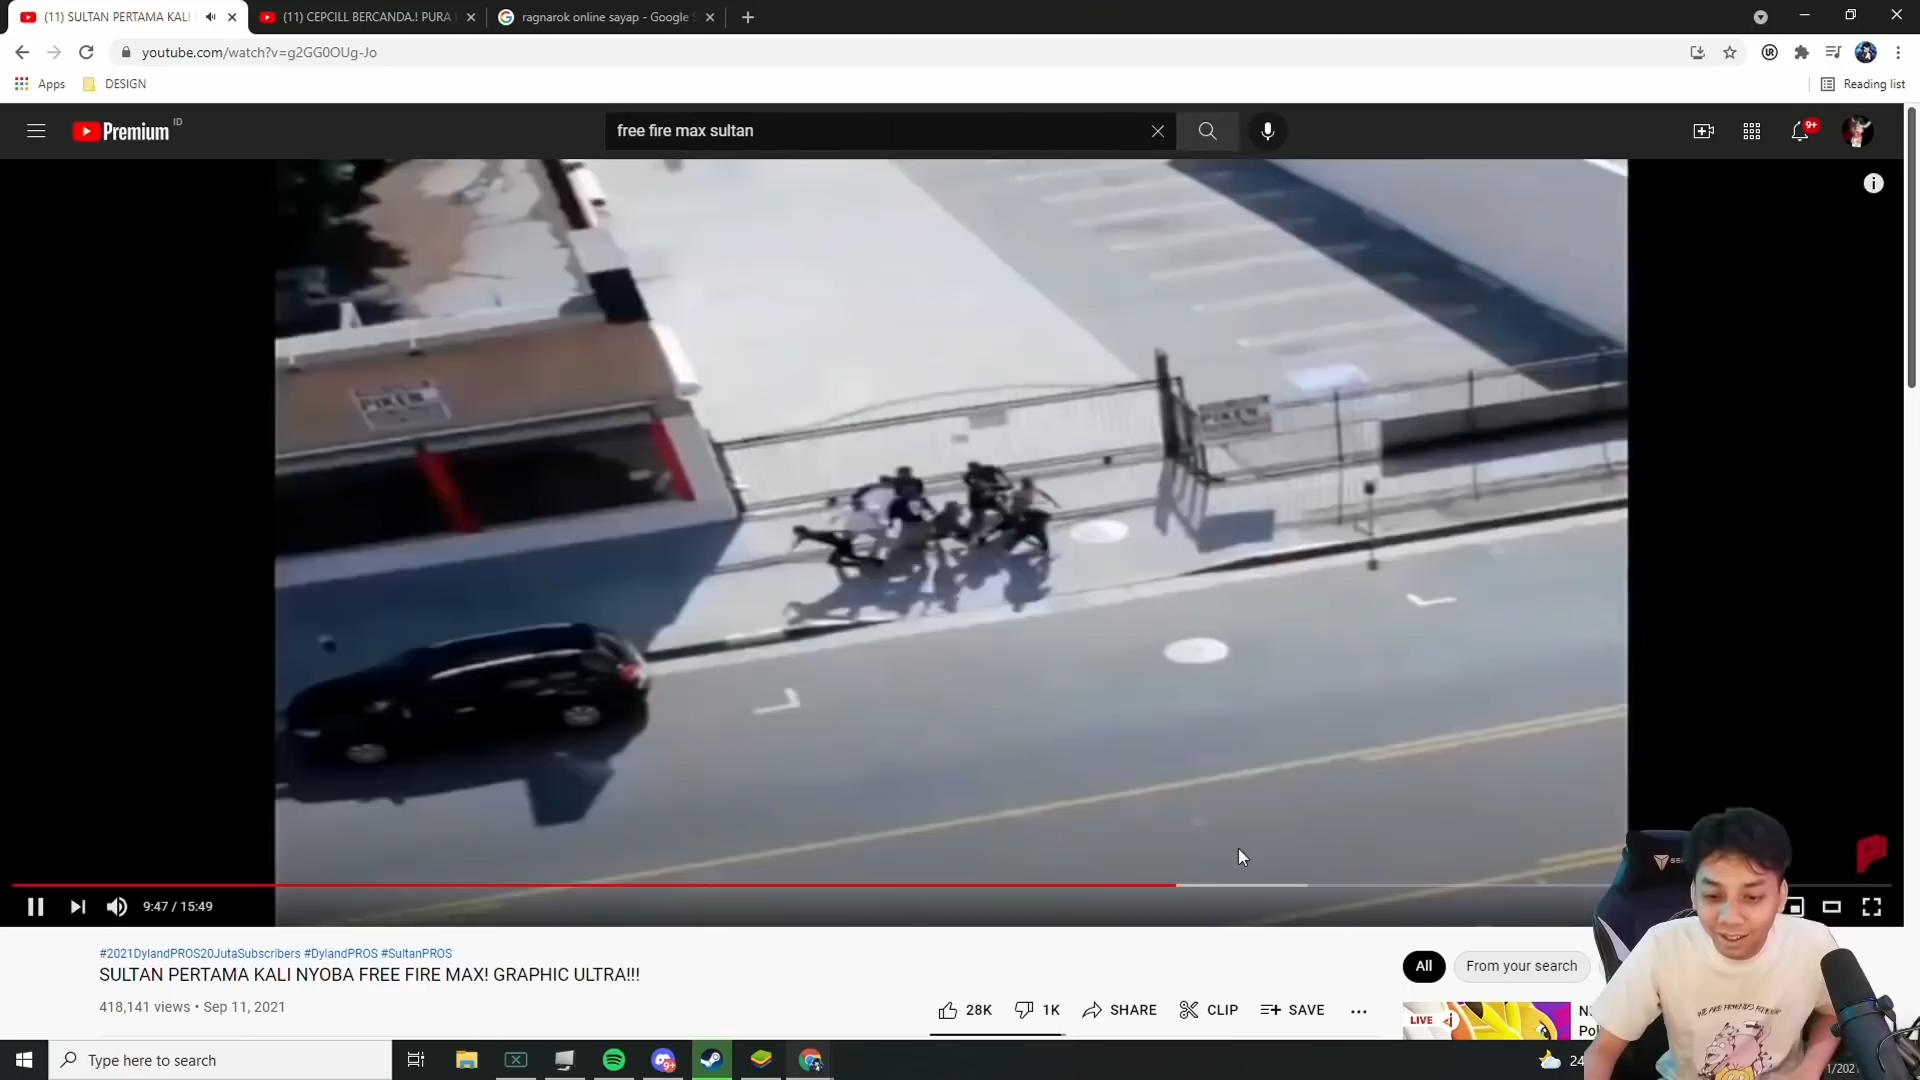 (11) SULTAN PERTAMA KALI
(11) CEPCILL BERCANDA.! PURA
ragnarok online sayap - Google S
youtube.com/watch?v=g2GG0OUg-Jo
Apps
DESIGN
Reading list
Premium ID
free fire max sultan
9+
9:47 / 15:49
#2021DylandPROS20JutaSubscribers #DylandPROS #SultanPROS
SULTAN PERTAMA KALI NYOBA FREE FIRE MAX! GRAPHIC ULTRA!!!
418,141 views • Sep 11, 2021
28K
1K
SHARE
CLIP
SAVE
All
From your search
LIVE
Type here to search
9+
24